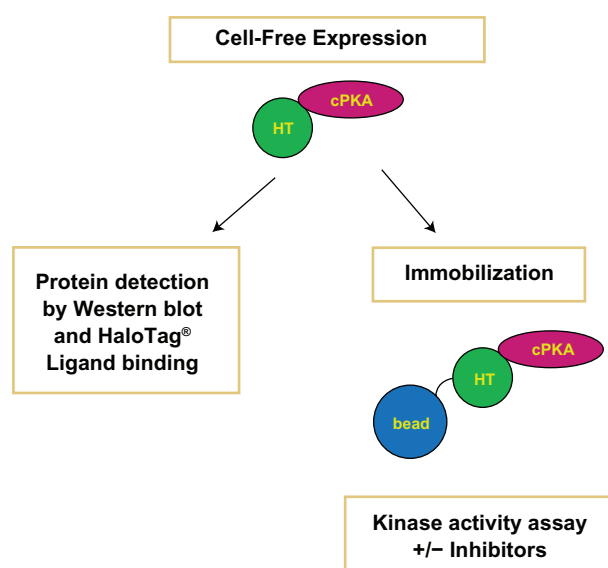 Cell-Free Expression
cPKA
HT
Protein detection
by Western blot
and HaloTag®
Ligand binding
Immobilization
cPKA
HT
bead
Kinase activity assay
+/− Inhibitors